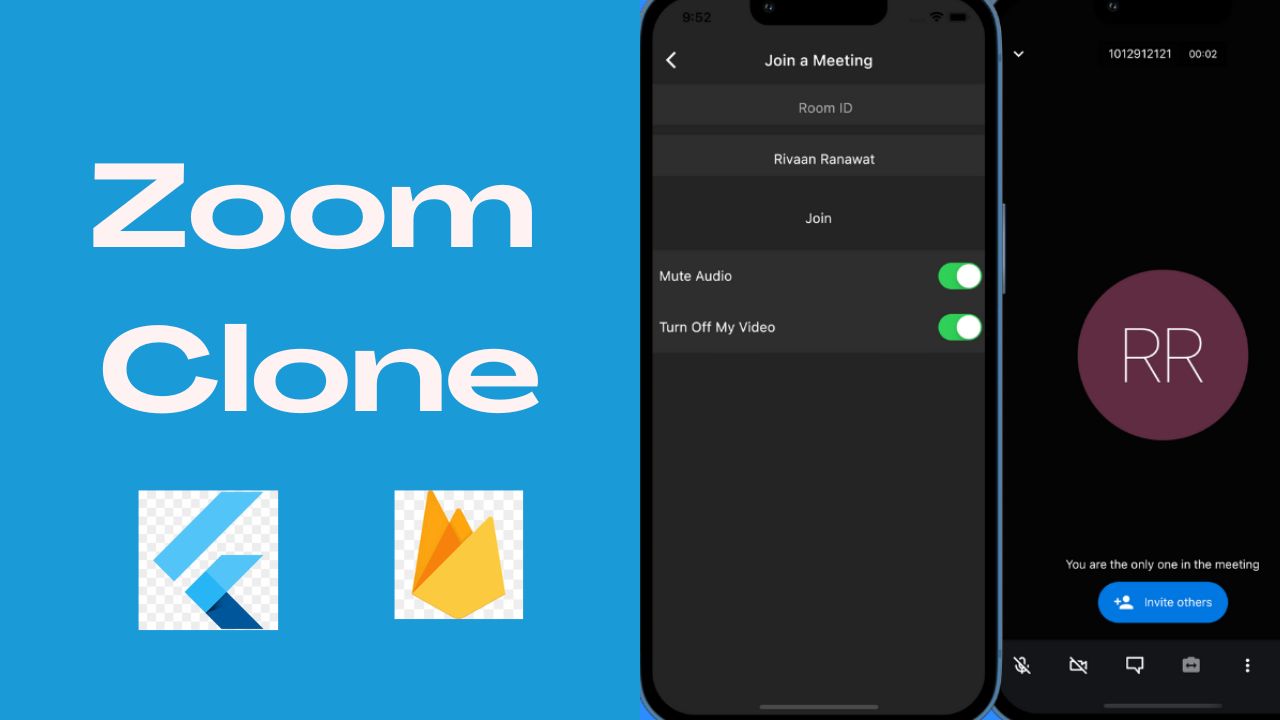 Zoom
Clone
9:52
Join a Meeting
Room ID
Rivaan Ranawat
Join
Mute Audio
Turn Off My Video
1012912121 00:02
RR
You are the only one in the meeting
Invite others